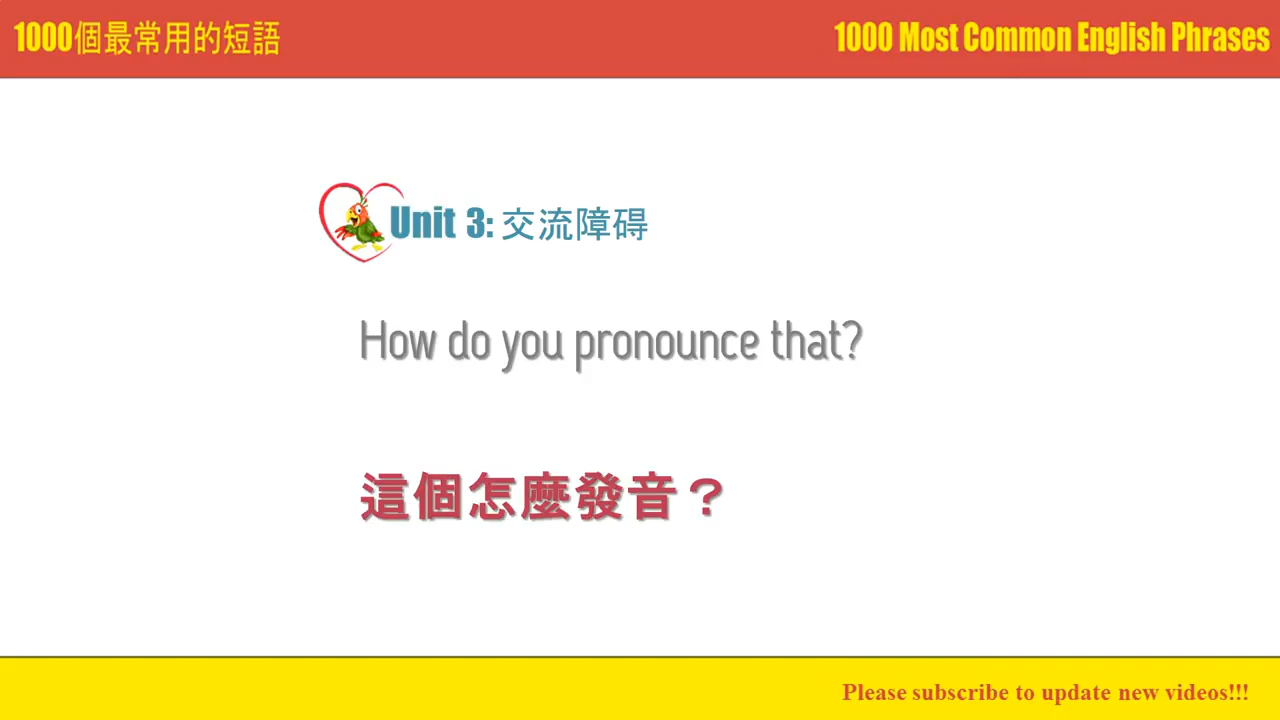 1000個最常用的短語
1000 Most Common English Phrases
Unit 3: 交流障碍
How do you pronounce that?
這個怎麼發音？
Please subscribe to update new videos!!!